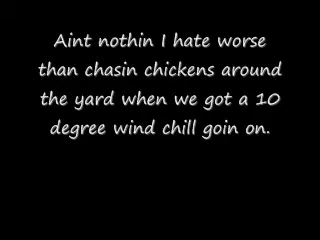 Aint nothin I hate worse
than chasin chickens around
the yard when we got a 10
degree wind chill goin on.